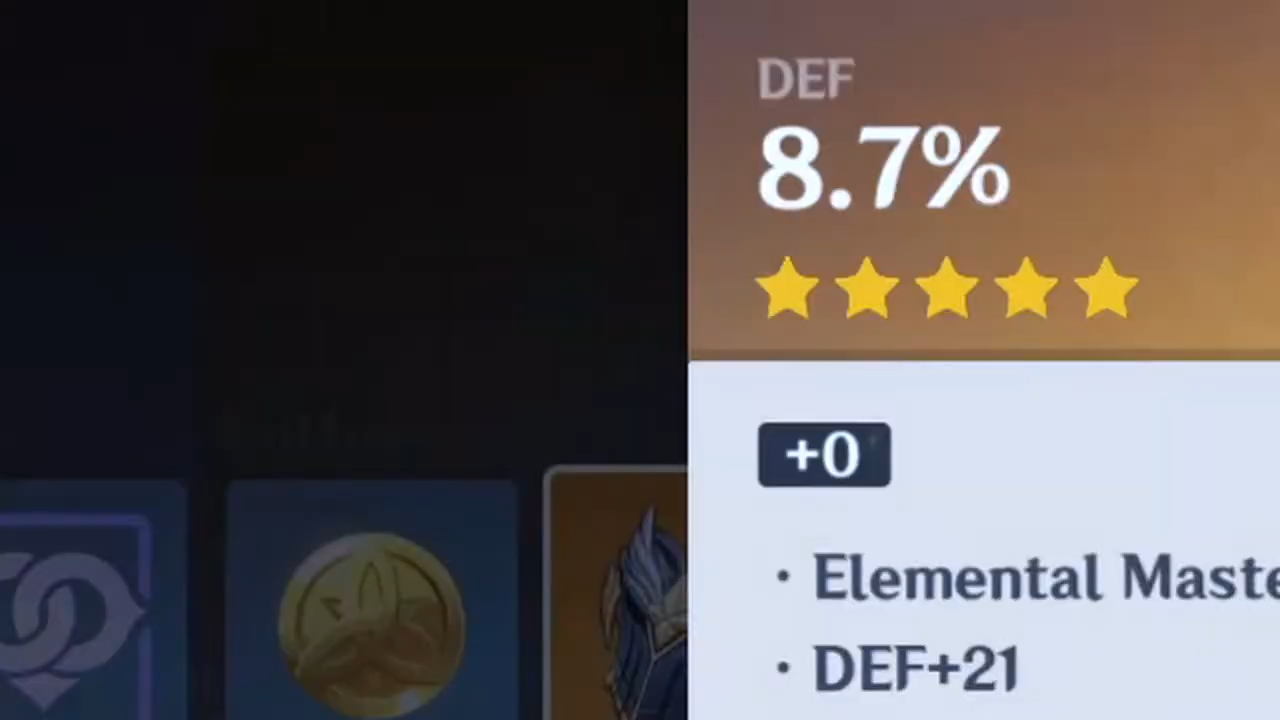 DEF
8.7%
+0
· Elemental Maste
· DEF+21